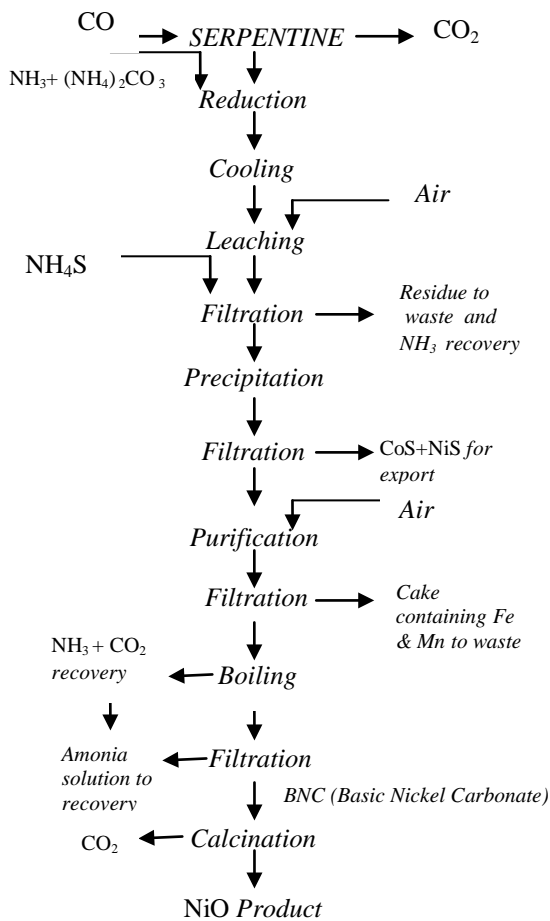 CO
SERPENTINE
CO₂
NH₃+ (NH₄)₂CO₃
Reduction
Cooling
Air
Leaching
NH₄S
Filtration
Residue to
waste and
NH₃ recovery
Precipitation
Filtration
CoS+NiS for
export
Air
Purification
Filtration
Cake
containing Fe
& Mn to waste
NH₃ + CO₂
recovery
Boiling
Amonia
solution to
recovery
Filtration
BNC (Basic Nickel Carbonate)
CO₂
Calcination
NiO Product